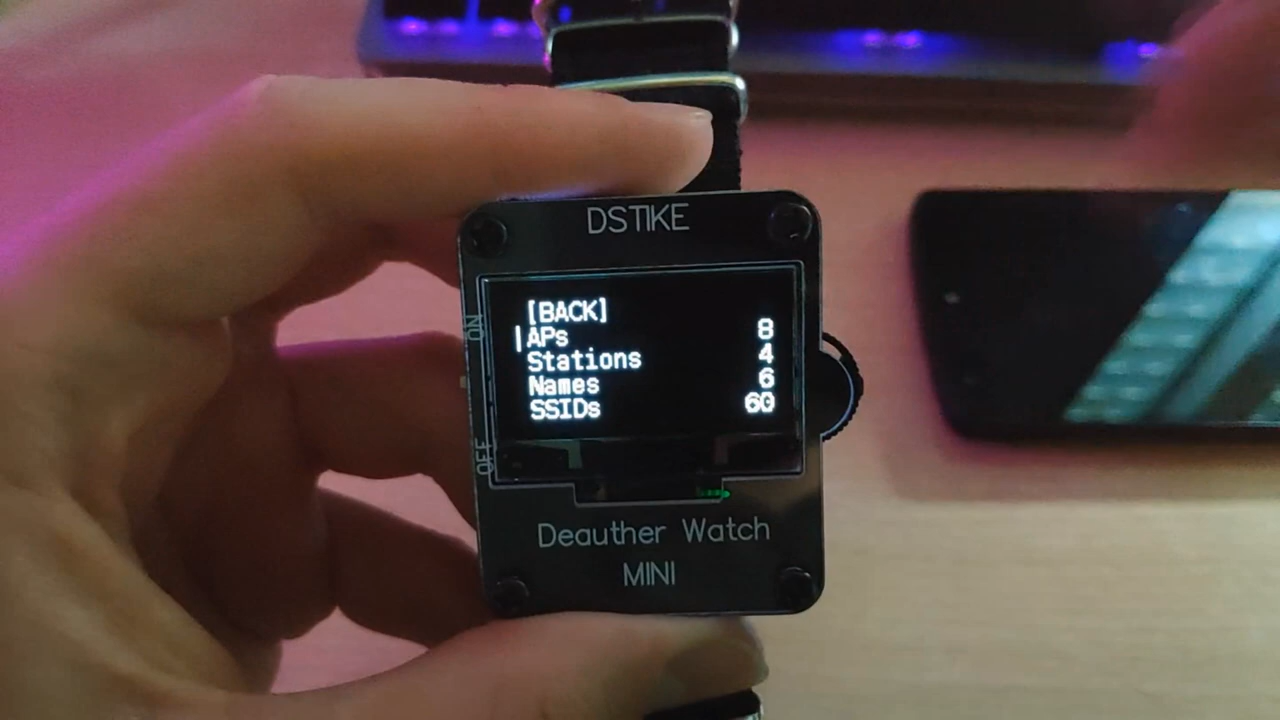 DSTIKE
ON
OFF
[BACK]
APs 8
Stations 4
Names 6
SSIDs 60
Deauther Watch
MINI